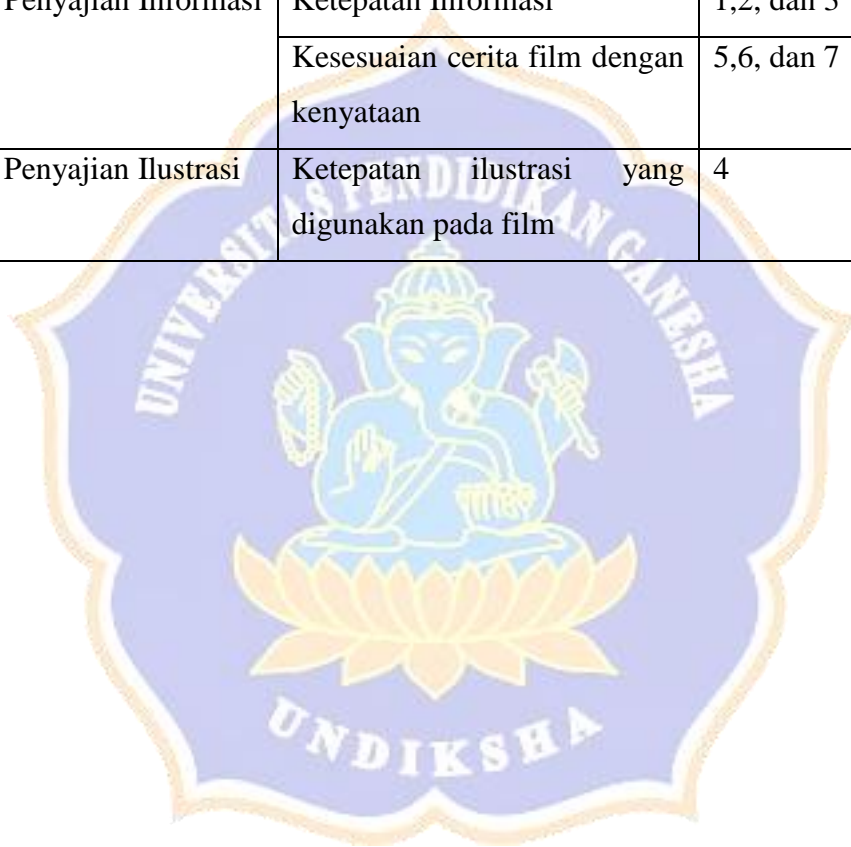 Penyajian Informasi Ketepatan Informasi 1,2, dan 3
Kesesuaian cerita film dengan 5,6, dan 7
kenyataan
Penyajian Ilustrasi Ketepatan ilustrasi yang 4
digunakan pada film
UNIVERSITAS PENDIDIKAN GANESHA
UNDIKSHA